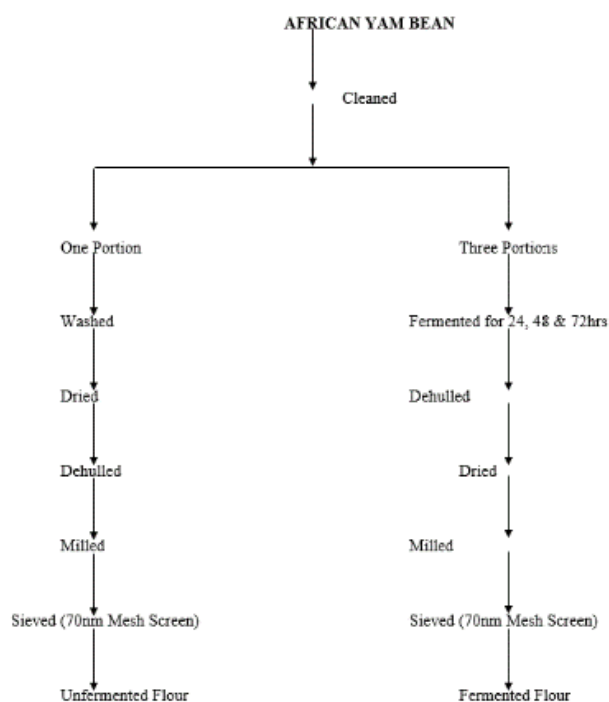 AFRICAN YAM BEAN
Cleaned
One Portion
Three Portions
Washed
Fermented for 24, 48 & 72hrs
Dried
Dehulled
Dehulled
Dried
Milled
Milled
Sieved (70nm Mesh Screen)
Sieved (70nm Mesh Screen)
Unfermented Flour
Fermented Flour